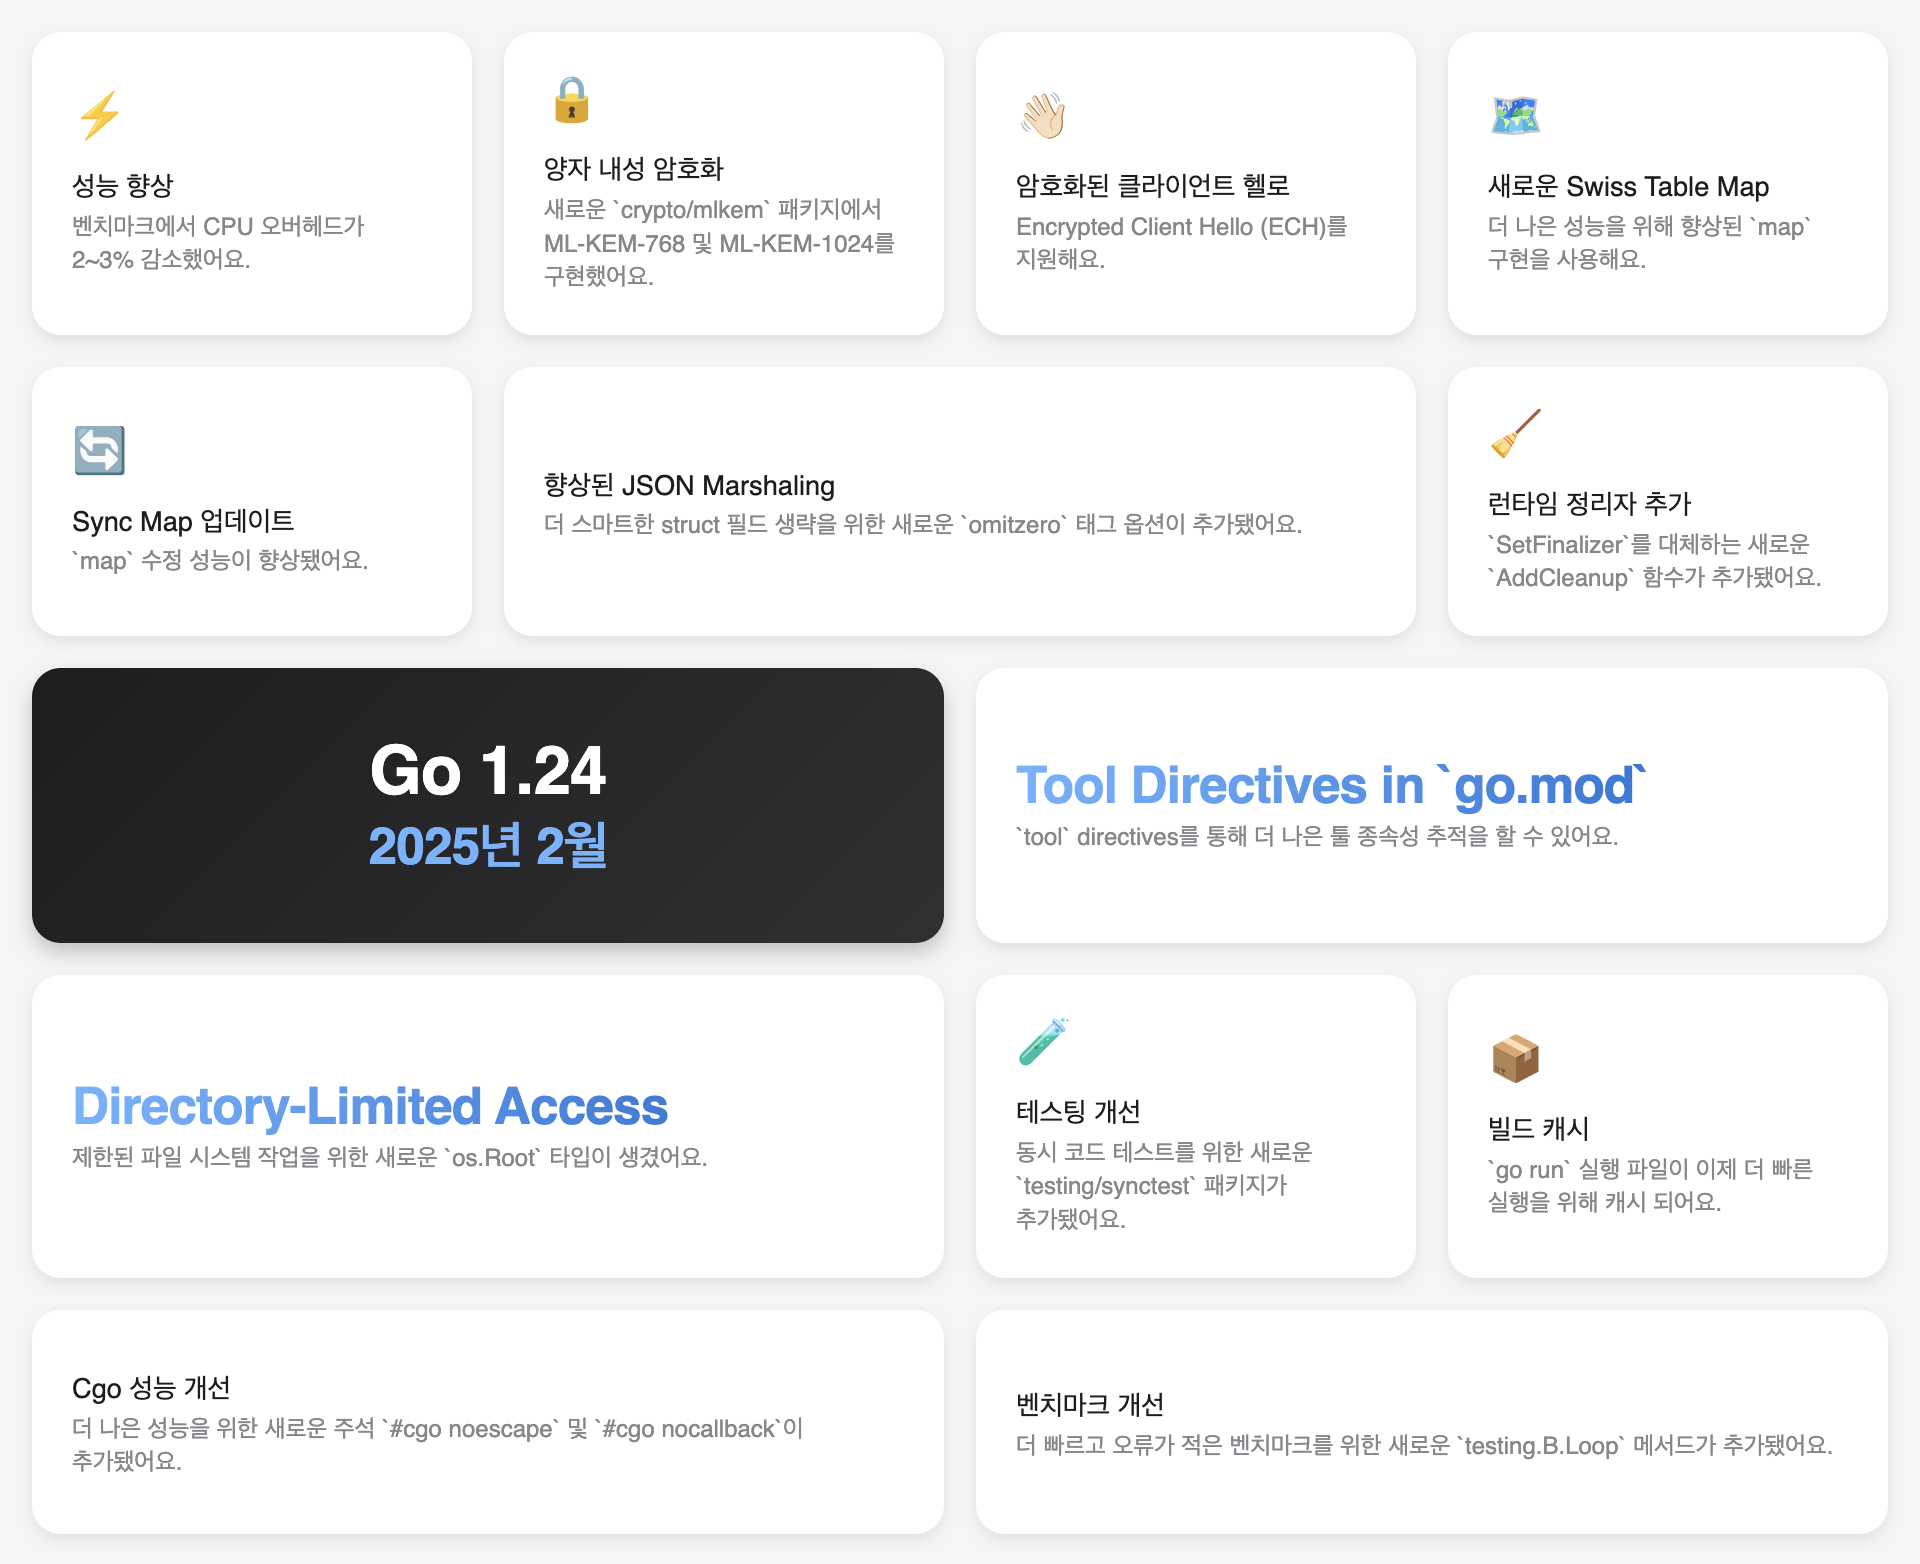 성능 향상
벤치마크에서 CPU 오버헤드가
2~3% 감소했어요.
양자 내성 암호화
새로운 `crypto/mlkem` 패키지에서
ML-KEM-768 및 ML-KEM-1024를
구현했어요.
암호화된 클라이언트 헬로
Encrypted Client Hello (ECH)를
지원해요.
새로운 Swiss Table Map
더 나은 성능을 위해 향상된 `map`
구현을 사용해요.
Sync Map 업데이트
`map` 수정 성능이 향상됐어요.
향상된 JSON Marshaling
더 스마트한 struct 필드 생략을 위한 새로운 `omitzero` 태그 옵션이 추가됐어요.
런타임 정리자 추가
`SetFinalizer`를 대체하는 새로운
`AddCleanup` 함수가 추가됐어요.
Go 1.24
2025년 2월
Tool Directives in `go.mod`
`tool` directives를 통해 더 나은 툴 종속성 추적을 할 수 있어요.
Directory-Limited Access
제한된 파일 시스템 작업을 위한 새로운 `os.Root` 타입이 생겼어요.
테스팅 개선
동시 코드 테스트를 위한 새로운
`testing/synctest` 패키지가
추가됐어요.
빌드 캐시
`go run` 실행 파일이 이제 더 빠른
실행을 위해 캐시 되어요.
Cgo 성능 개선
더 나은 성능을 위한 새로운 주석 `#cgo noescape` 및 `#cgo nocallback`이
추가됐어요.
벤치마크 개선
더 빠르고 오류가 적은 벤치마크를 위한 새로운 `testing.B.Loop` 메서드가 추가됐어요.